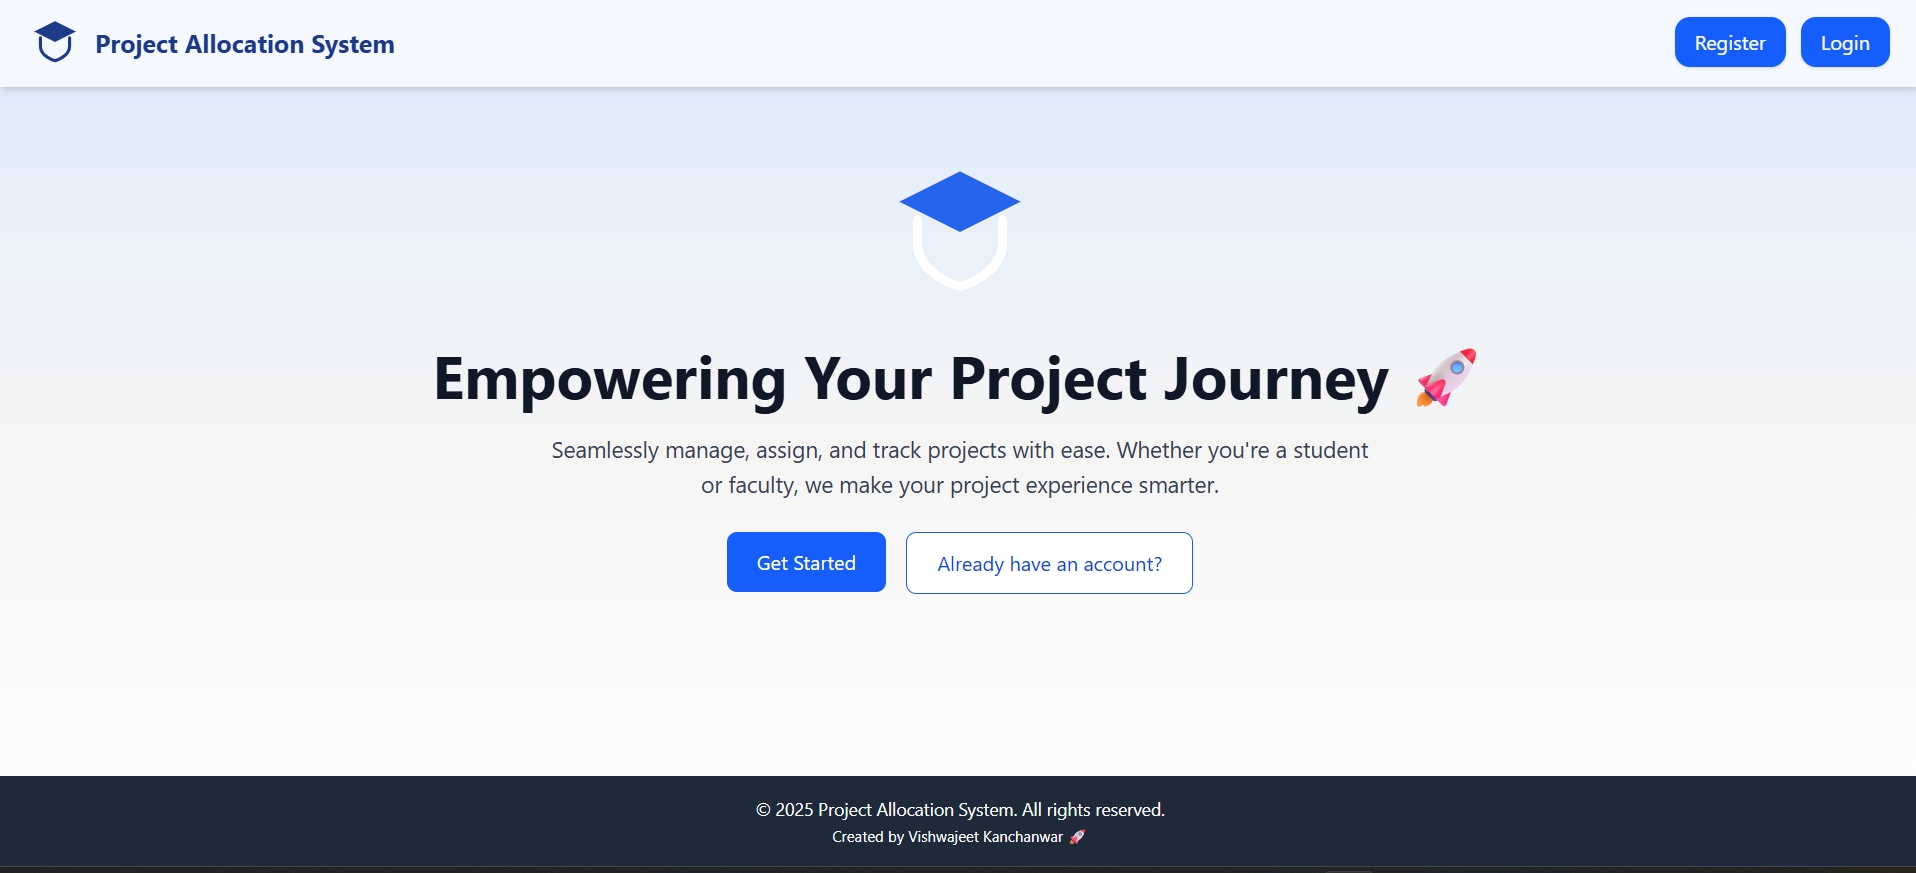 Project Allocation System
Register
Login
Empowering Your Project Journey 🚀
Seamlessly manage, assign, and track projects with ease. Whether you're a student
or faculty, we make your project experience smarter.
Get Started
Already have an account?
© 2025 Project Allocation System. All rights reserved.
Created by Vishwajeet Kanchanwar 🚀